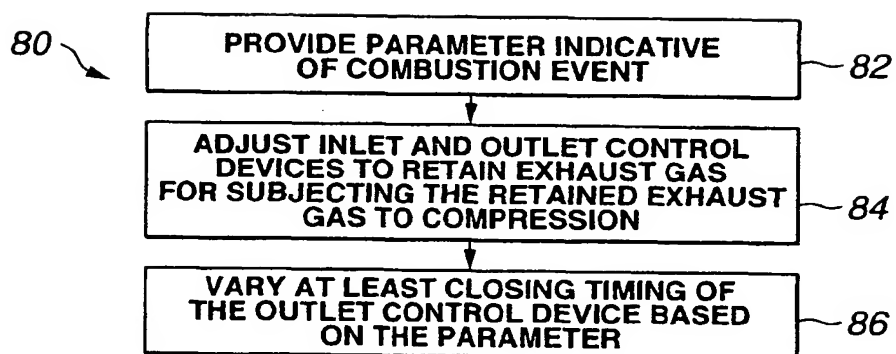 80
PROVIDE PARAMETER INDICATIVE
OF COMBUSTION EVENT
82
ADJUST INLET AND OUTLET CONTROL
DEVICES TO RETAIN EXHAUST GAS
FOR SUBJECTING THE RETAINED EXHAUST
GAS TO COMPRESSION
84
VARY AT LEAST CLOSING TIMING OF
THE OUTLET CONTROL DEVICE BASED
ON THE PARAMETER
86